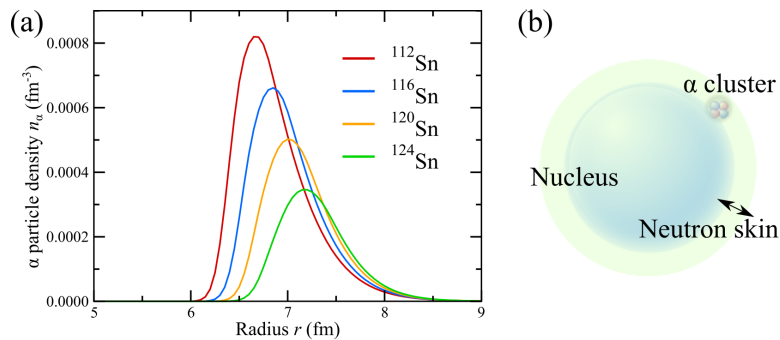 (a)
α particle density nα (fm-3)
0.0008
0.0006
0.0004
0.0002
0.0000
5
6
7
8
9
Radius r (fm)
112Sn
116Sn
120Sn
124Sn
(b)
α cluster
Nucleus
Neutron skin